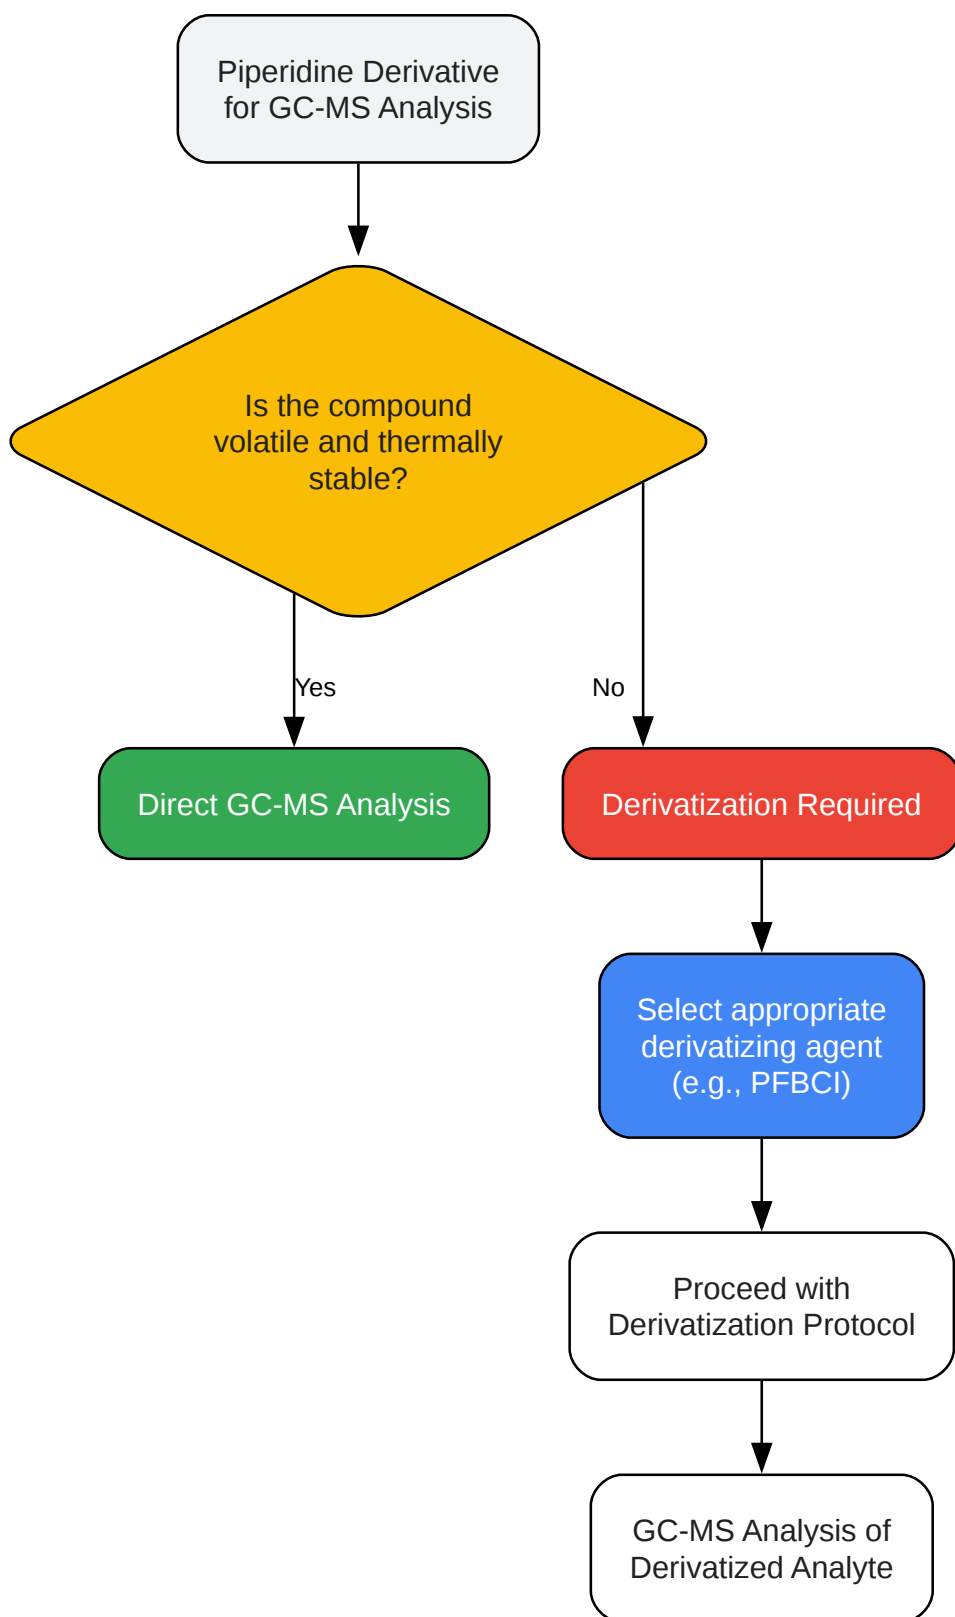 Piperidine Derivative
for GC-MS Analysis
Is the compound
volatile and thermally
stable?
Yes
No
Direct GC-MS Analysis
Derivatization Required
Select appropriate
derivatizing agent
(e.g., PFBCI)
Proceed with
Derivatization Protocol
GC-MS Analysis of
Derivatized Analyte